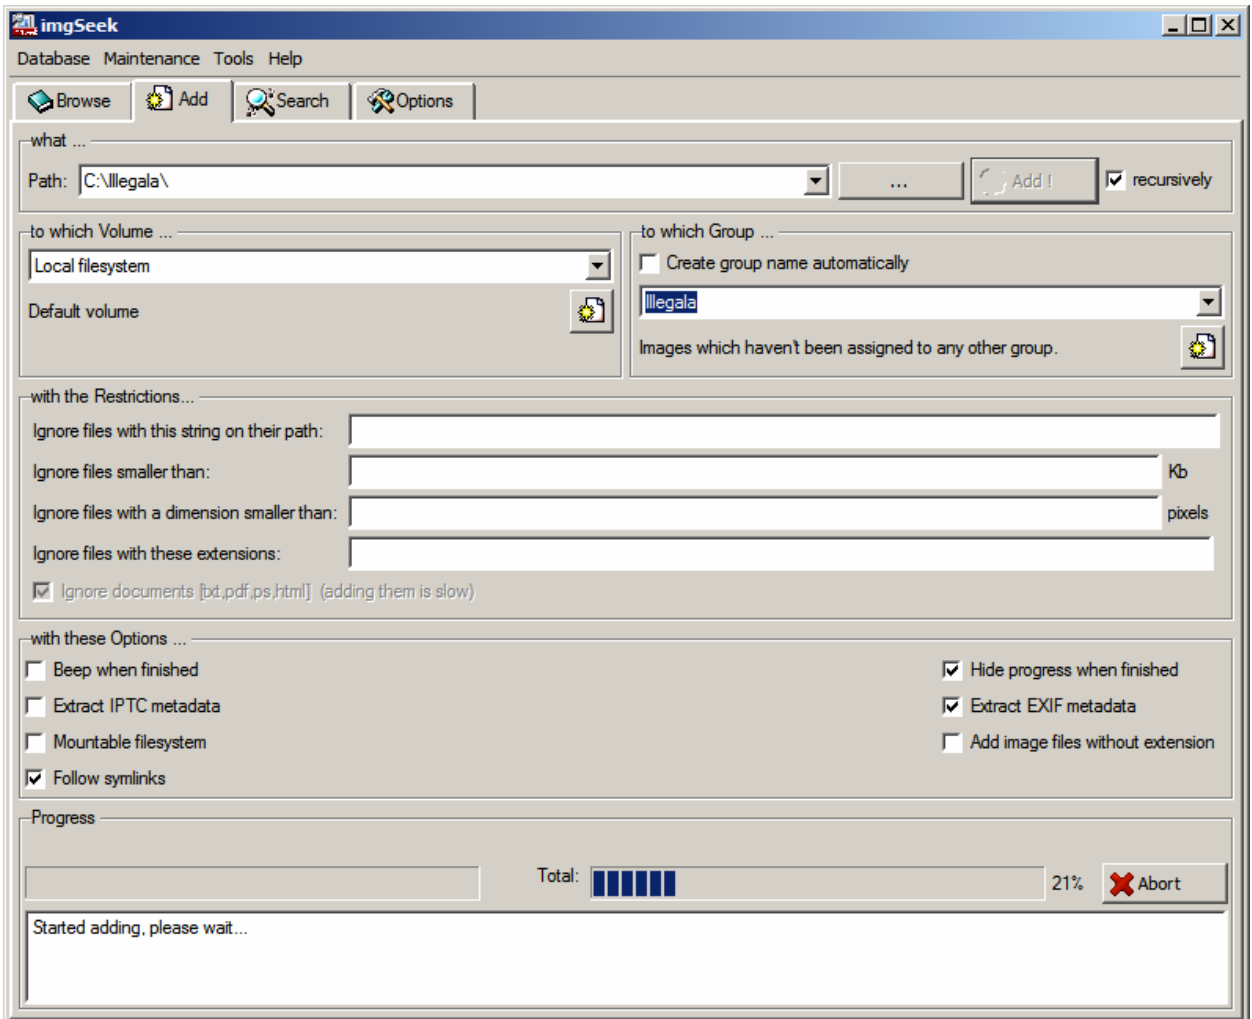 imgSeek
Database Maintenance Tools Help
Browse Add Search Options
what ...
Path: C:\Illegala\ ... Add ! recursively
to which Volume ... to which Group ...
Local filesystem Create group name automatically
Illegala
Default volume
Images which haven't been assigned to any other group.
with the Restrictions...
Ignore files with this string on their path:
Ignore files smaller than: Kb
Ignore files with a dimension smaller than: pixels
Ignore files with these extensions:
Ignore documents [txt,pdf,ps,html] (adding them is slow)
with these Options ...
Beep when finished Hide progress when finished
Extract IPTC metadata Extract EXIF metadata
Mountable filesystem Add image files without extension
Follow symlinks
Progress
Total: 21% Abort
Started adding, please wait...